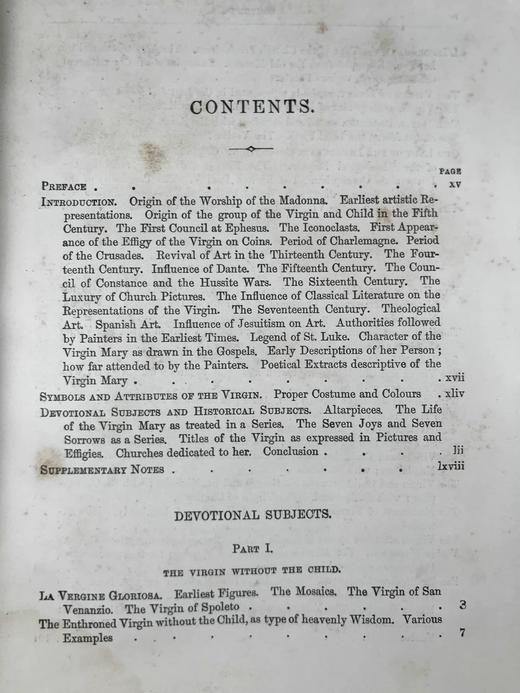 CONTENTS.
PAGE
PREFACE . . . . . . . . . . xv
INTRODUCTION. Origin of the Worship of the Madonna. Earliest artistic Re-
presentations. Origin of the group of the Virgin and Child in the Fifth
Century. The First Council at Ephesus. The Iconoclasts. First Appear-
ance of the Effigy of the Virgin on Coins. Period of Charlemagne. Period
of the Crusades. Revival of Art in the Thirteenth Century. The Four-
teenth Century. Influence of Dante. The Fifteenth Century. The Coun-
cil of Constance and the Hussite Wars. The Sixteenth Century. The
Luxury of Church Pictures. The Influence of Classical Literature on the
Representations of the Virgin. The Seventeenth Century. Theological
Art. Spanish Art. Influence of Jesuitism on Art. Authorities followed
by Painters in the Earliest Times. Legend of St. Luke. Character of the
Virgin Mary as drawn in the Gospels. Early Descriptions of her Person;
how far attended to by the Painters. Poetical Extracts descriptive of the
Virgin Mary . . . . . . . . . xvii
SYMBOLS AND ATTRIBUTES OF THE VIRGIN. Proper Costume and Colours . xliv
DEVOTIONAL SUBJECTS AND HISTORICAL SUBJECTS. Altarpieces. The Life
of the Virgin Mary as treated in a Series. The Seven Joys and Seven
Sorrows as a Series. Titles of the Virgin as expressed in Pictures and
Effigies. Churches dedicated to her. Conclusion . . . . lii
SUPPLEMENTARY NOTES . . . . . . . . lxviii
DEVOTIONAL SUBJECTS.
PART I.
THE VIRGIN WITHOUT THE CHILD.
LA VERGINE GLORIOSA. Earliest Figures. The Mosaics. The Virgin of San
Venanzio. The Virgin of Spoleto . . . . . . 3
The Enthroned Virgin without the Child, as type of heavenly Wisdom. Various
Examples . . . . . . . . . 7